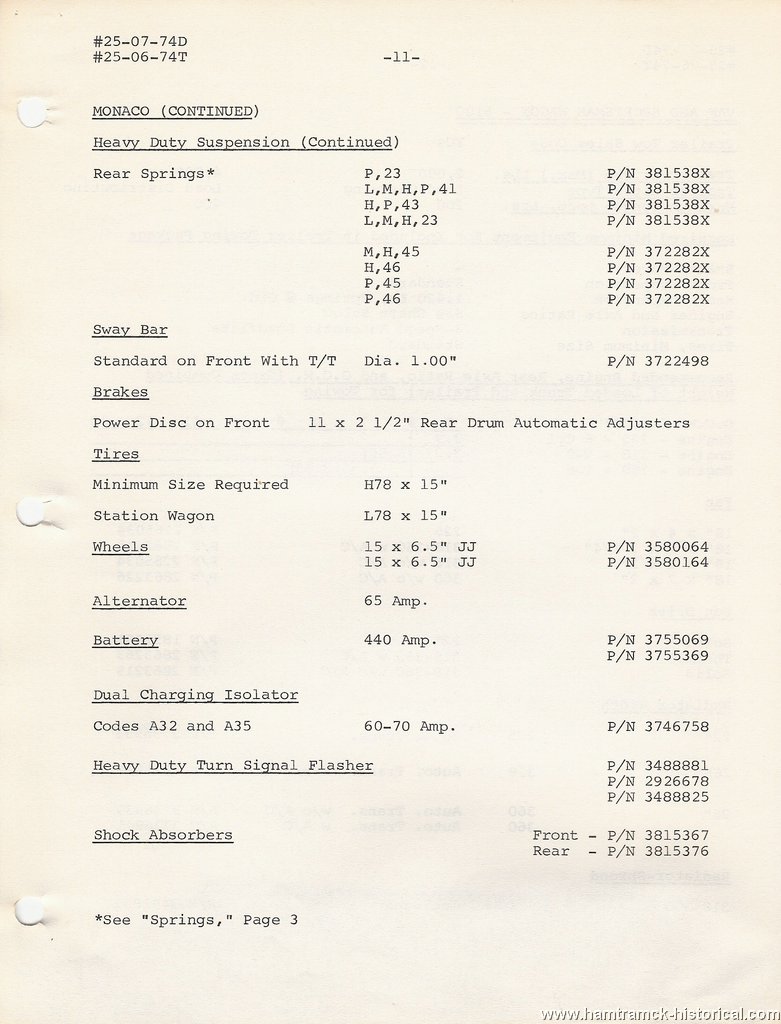 #25-07-74D
#25-06-74T -11-
MONACO (CONTINUED)
Heavy Duty Suspension (Continued)
Rear Springs* P,23 P/N 381538X
L,M,H,P,41 P/N 381538X
H,P,43 P/N 381538X
L,M,H,23 P/N 381538X
M,H,45 P/N 372282X
H,46 P/N 372282X
P,45 P/N 372282X
P,46 P/N 372282X
Sway Bar
Standard on Front With T/T Dia. 1.00" P/N 3722498
Brakes
Power Disc on Front 11 x 2 1/2" Rear Drum Automatic Adjusters
Tires
Minimum Size Required H78 x 15"
Station Wagon L78 x 15"
Wheels 15 x 6.5" JJ P/N 3580064
15 x 6.5" JJ P/N 3580164
Alternator 65 Amp.
Battery 440 Amp. P/N 3755069
P/N 3755369
Dual Charging Isolator
Codes A32 and A35 60-70 Amp. P/N 3746758
Heavy Duty Turn Signal Flasher P/N 3488881
P/N 2926678
P/N 3488825
Shock Absorbers Front - P/N 3815367
Rear - P/N 3815376
*See "Springs," Page 3
www.hamtramck-historical.com